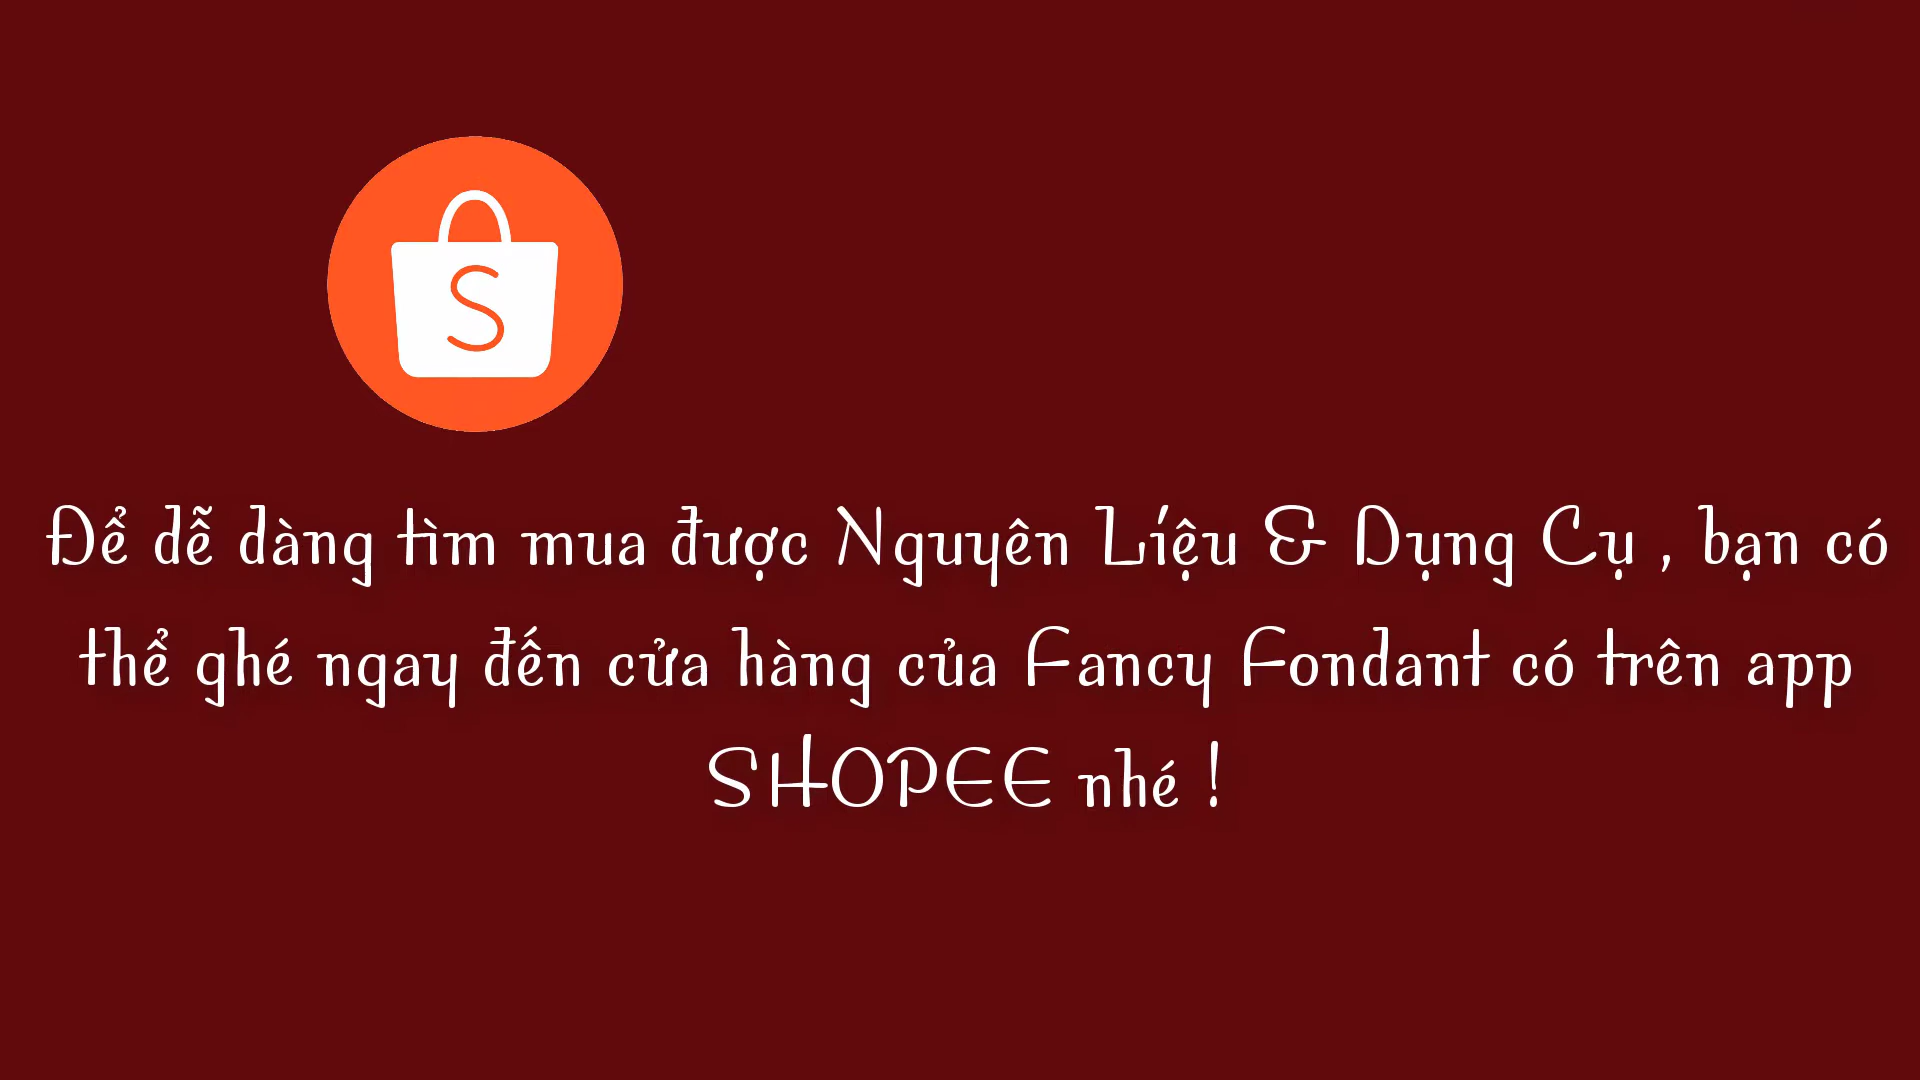 S
Để dễ dàng tìm mua được Nguyên Líệu & Dụng Cụ , bạn có
thể ghé ngay đến cửa hàng của Fancy Fondant có trên app
SHOPEE nhé !